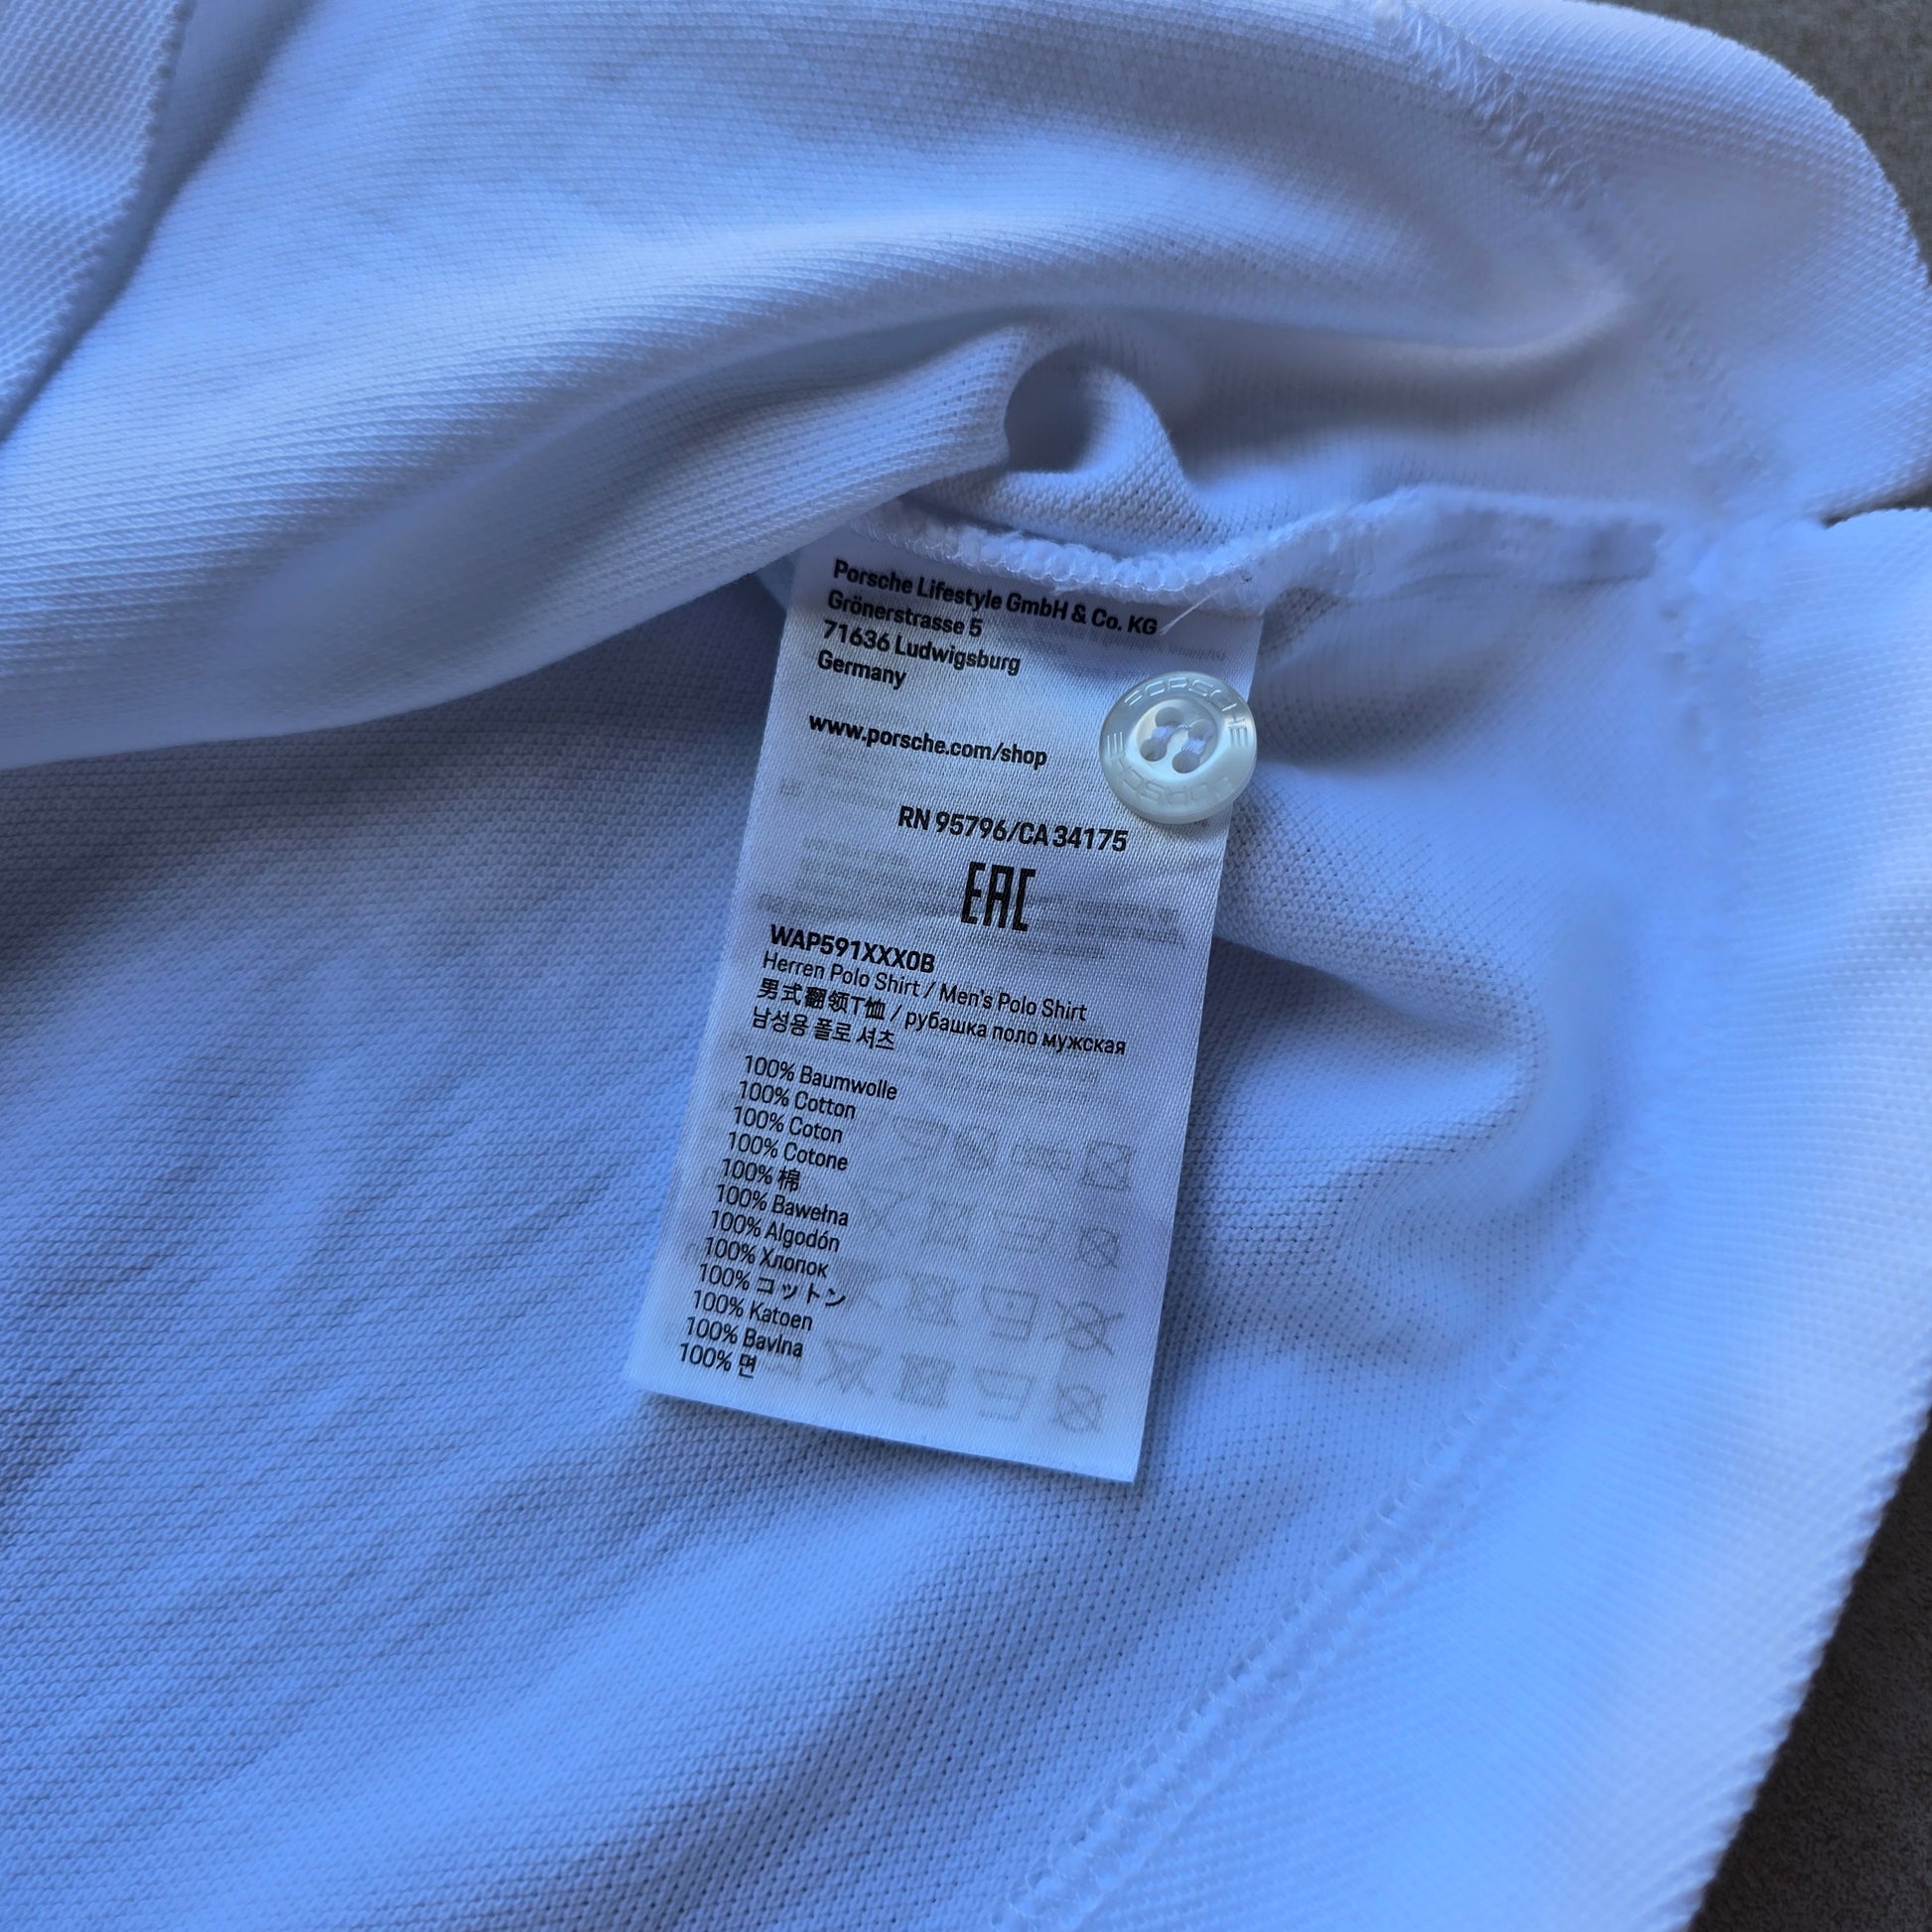 Porsche Lifestyle GmbH & Co. KG
Grönerstrasse 5
71636 Ludwigsburg
Germany
www.porsche.com/shop
PORSCHE
PORSCHE
RN 95796/CA 34175
EAC
WAP591XXX0B
Herren Polo Shirt / Men's Polo Shirt
男式翻领T恤 / рубашка поло мужская
남성용 폴로 셔츠
100% Baumwolle
100% Cotton
100% Coton
100% Cotone
100% 棉
100% Bawełna
100% Algodón
100% Хлопок
100% コットン
100% Katoen
100% Bavlna
100% 면